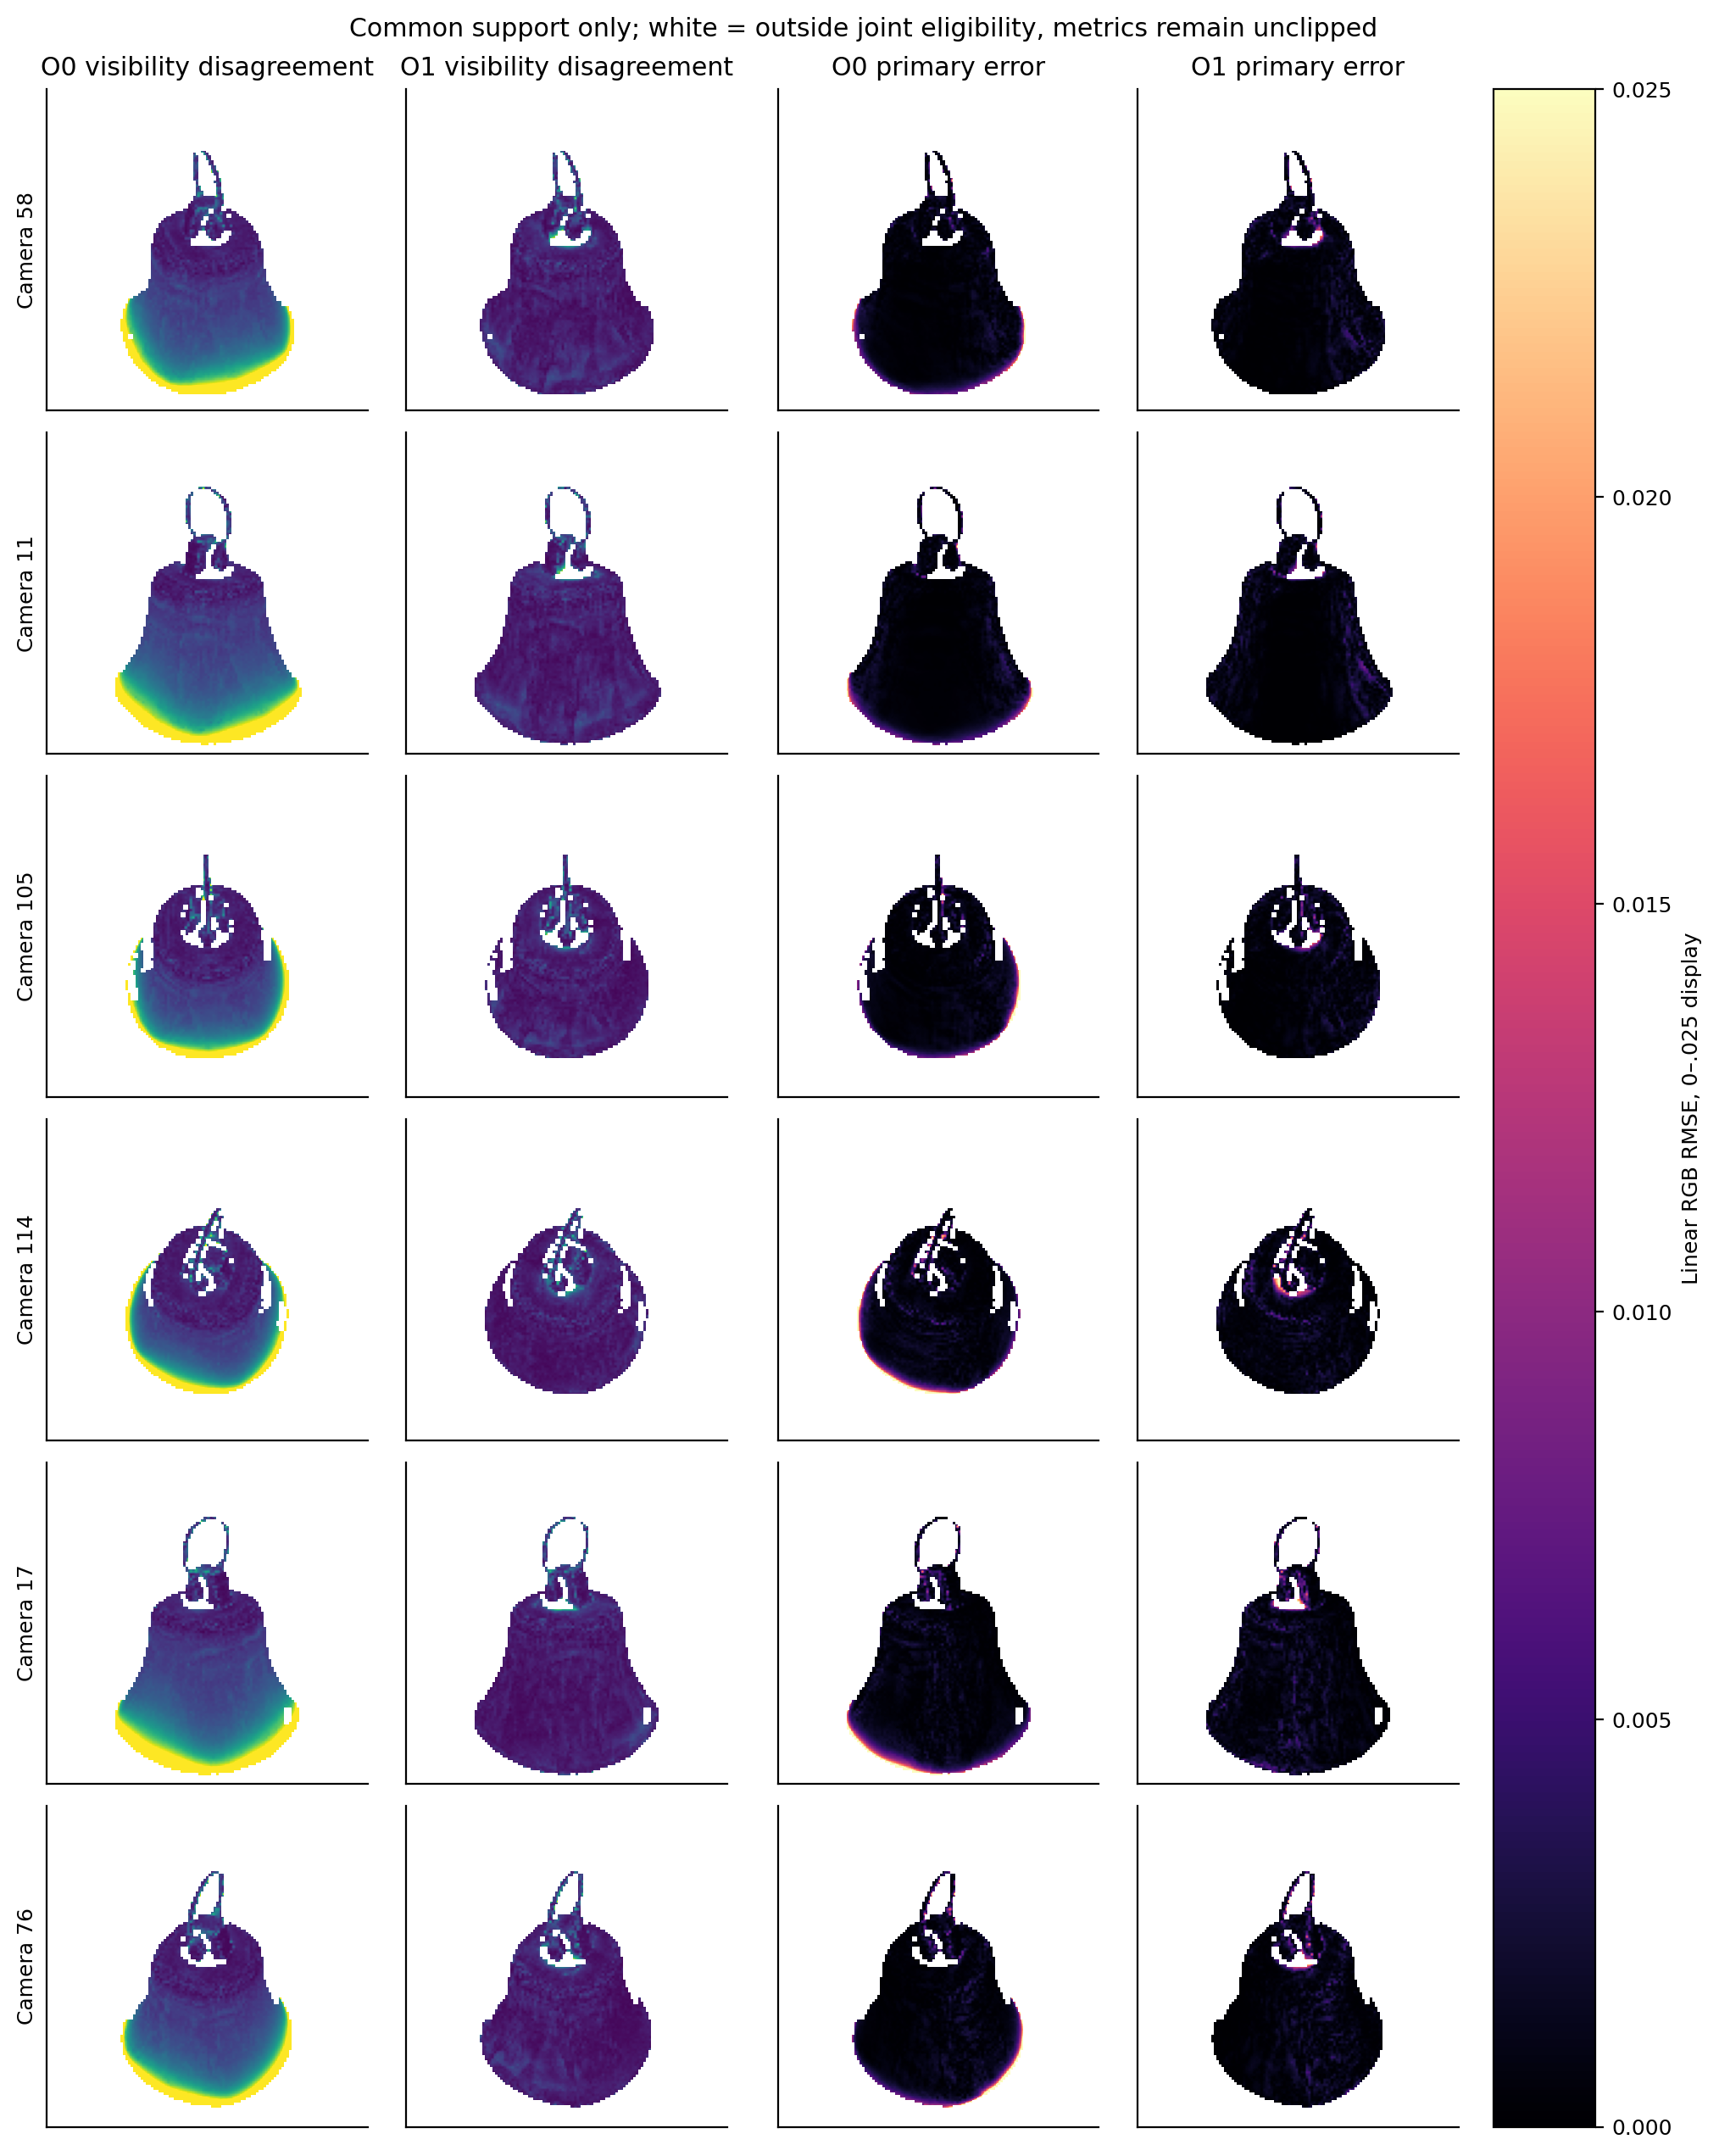 Common support only; white = outside joint eligibility, metrics remain unclipped
O0 visibility disagreement
O1 visibility disagreement
O0 primary error
O1 primary error
Camera 58
Camera 11
Camera 105
Camera 114
Camera 17
Camera 76
0.025
0.020
0.015
0.010
0.005
0.000
Linear RGB RMSE, 0–.025 display